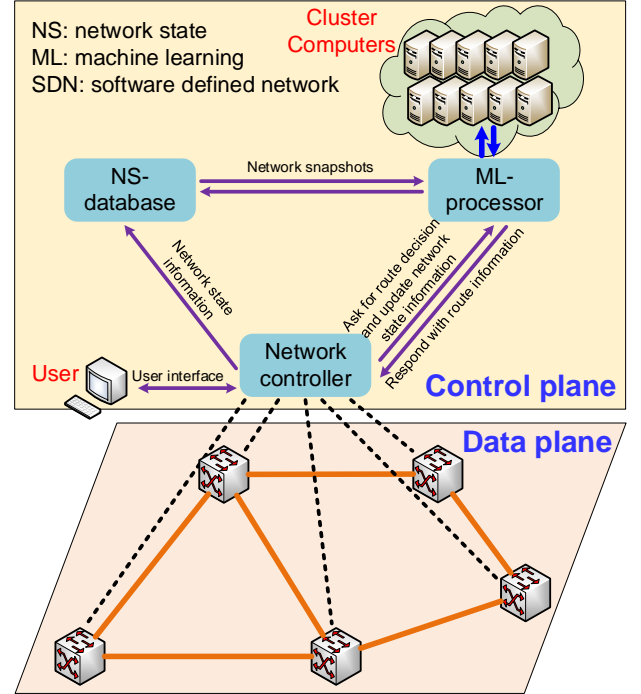 NS: network state
ML: machine learning
SDN: software defined network
Cluster
Computers
NS-
database
Network snapshots
ML-
processor
Network state
information
Ask for route decision
and update network
state information
Respond with route information
User
User interface
Network
controller
Control plane
Data plane